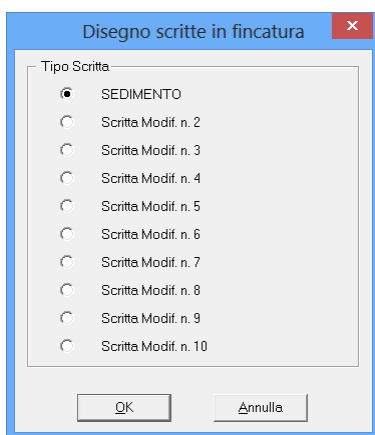 Disegno scritte in fincatura
Tipo Scritta
SEDIMENTO
Scritta Modif. n. 2
Scritta Modif. n. 3
Scritta Modif. n. 4
Scritta Modif. n. 5
Scritta Modif. n. 6
Scritta Modif. n. 7
Scritta Modif. n. 8
Scritta Modif. n. 9
Scritta Modif. n. 10
OK Annulla